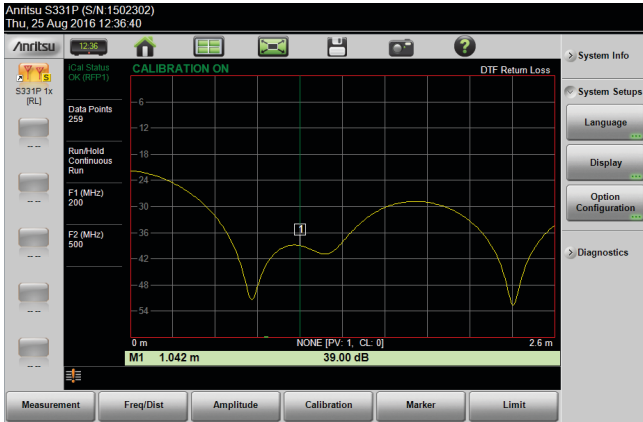 Anritsu S331P (S/N:1502302)
Thu, 25 Aug 2016 12:36:40
Anritsu
12:36
?
S
S331P 1x
[RL]
-- --
-- --
-- --
-- --
-- --
iCal Status
OK (RFP1)
Data Points
259
Run/Hold
Continuous
Run
F1 (MHz)
200
F2 (MHz)
500
CALIBRATION ON
DTF Return Loss
-6
-12
-18
-24
-30
-36
-42
-48
-54
1
0 m
NONE [PV: 1, CL: 0]
2.6 m
M1 1.042 m 39.00 dB
System Info
System Setups
Language
Display
Option
Configuration
Diagnostics
Measurement
Freq/Dist
Amplitude
Calibration
Marker
Limit